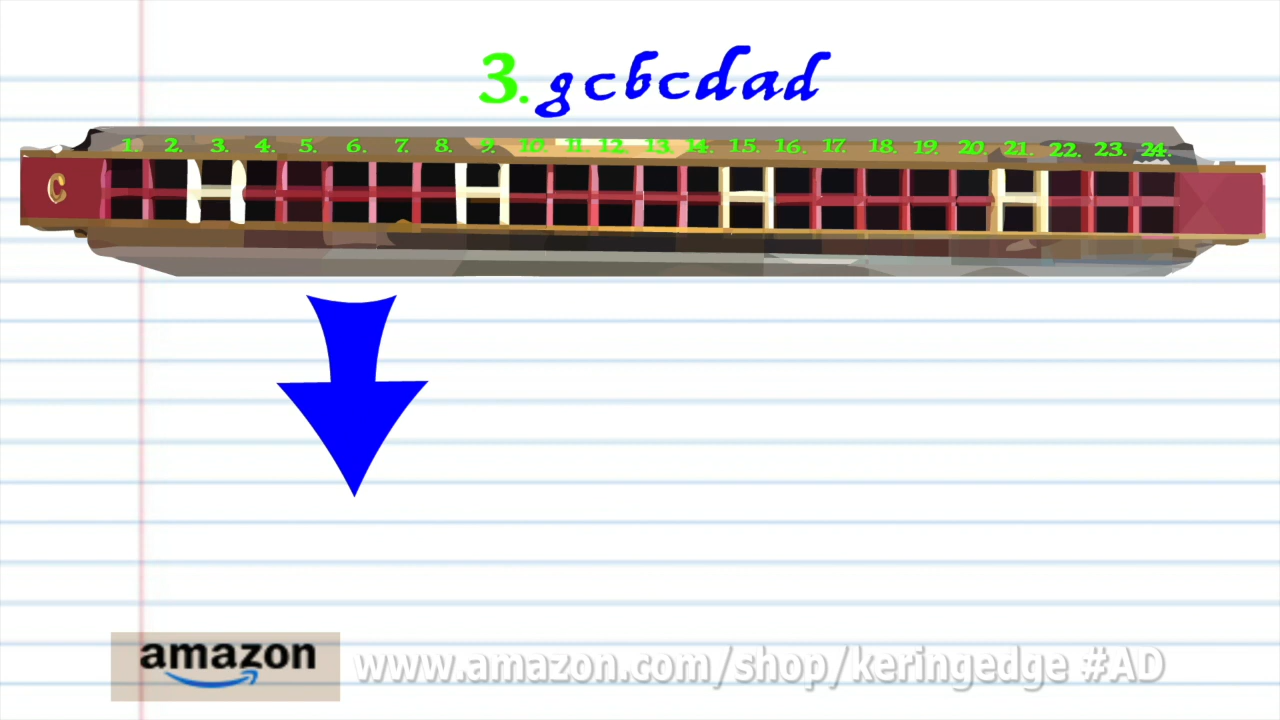 3. gcbcdad
1. 2. 3. 4. 5. 6. 7. 8. 9. 10. 11. 12. 13. 14. 15. 16. 17. 18. 19. 20. 21. 22. 23. 24.
C
amazon www.amazon.com/shop/keringedge #AD